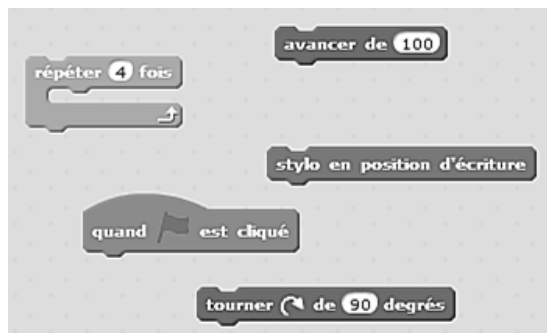 avancer de 100
répéter 4 fois
stylo en position d'écriture
quand est cliqué
tourner de 90 degrés